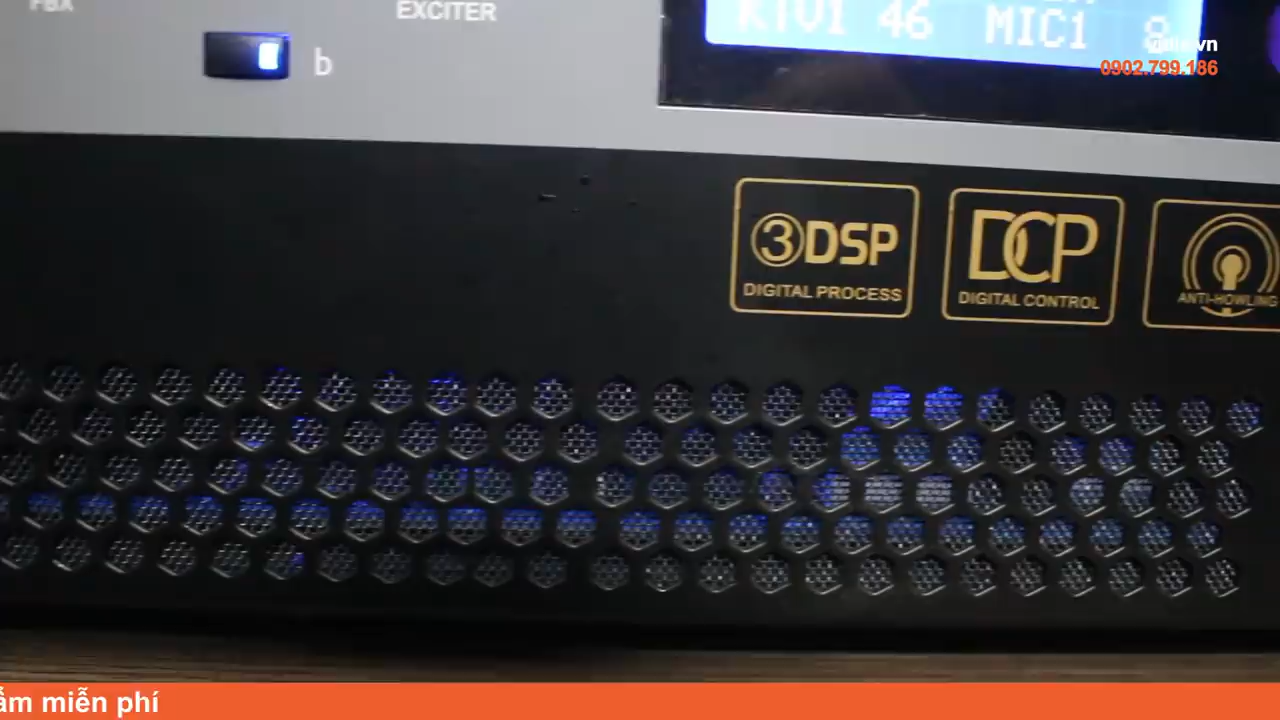 FBX
EXCITER
b
KTV1 46 MIC1 8
0902.799.186
3DSP
DIGITAL PROCESS
DCP
DIGITAL CONTROL
ANTI-HOWLING
ẩm miễn phí